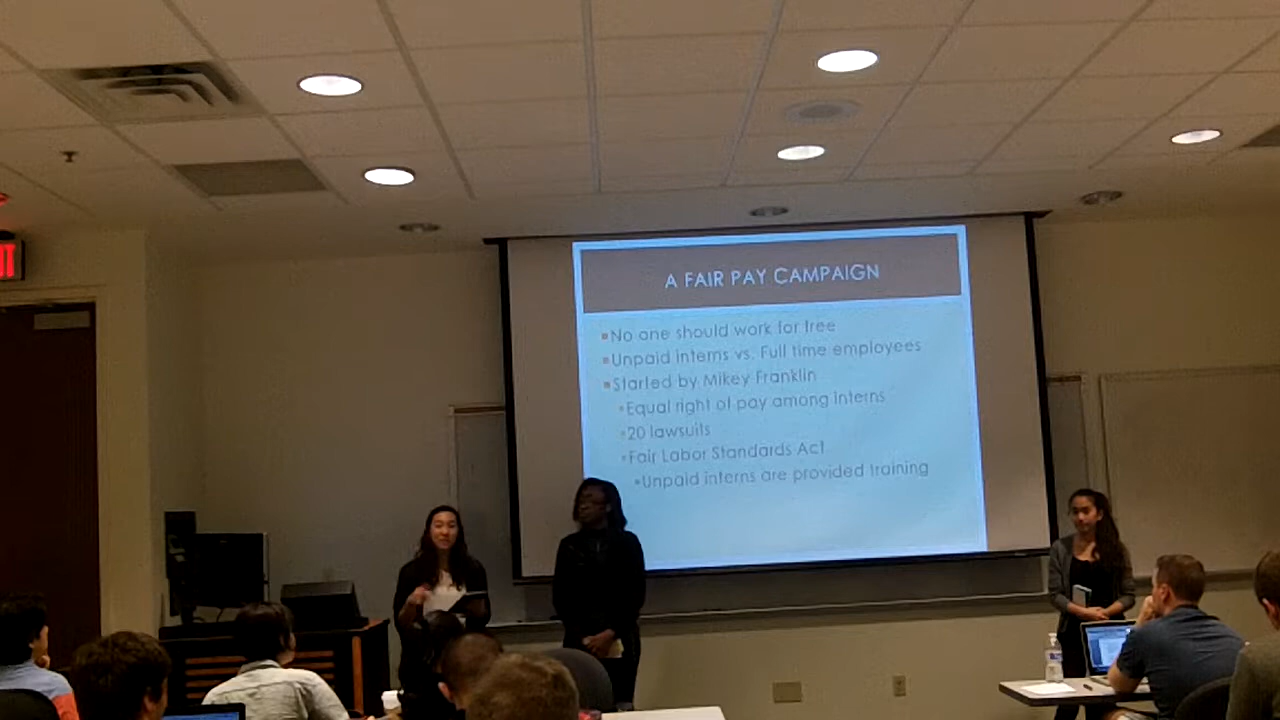 A FAIR PAY CAMPAIGN
No one should work for free
Unpaid interns vs. Full time employees
Started by Mikey Franklin
Equal right of pay among interns
20 lawsuits
Fair Labor Standards Act
Unpaid interns are provided training